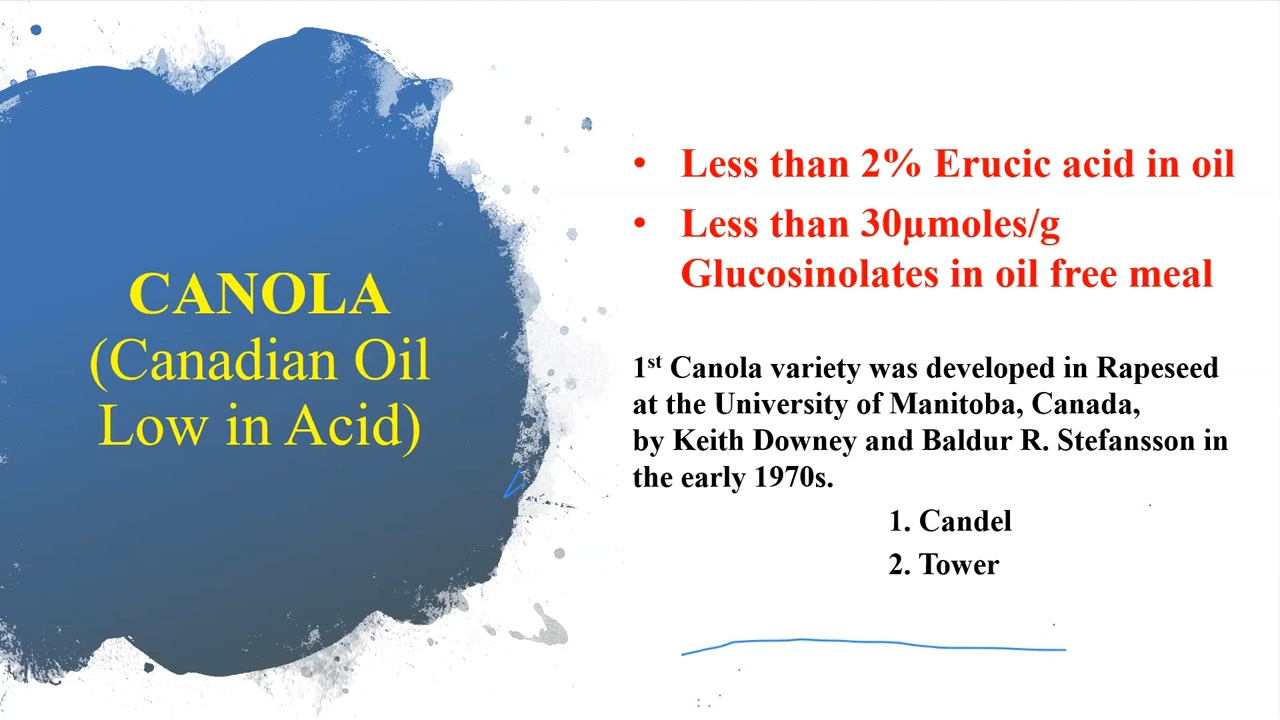 CANOLA
(Canadian Oil
Low in Acid)
• Less than 2% Erucic acid in oil
• Less than 30µmoles/g
Glucosinolates in oil free meal
1st Canola variety was developed in Rapeseed
at the University of Manitoba, Canada,
by Keith Downey and Baldur R. Stefansson in
the early 1970s.
1. Candel
2. Tower